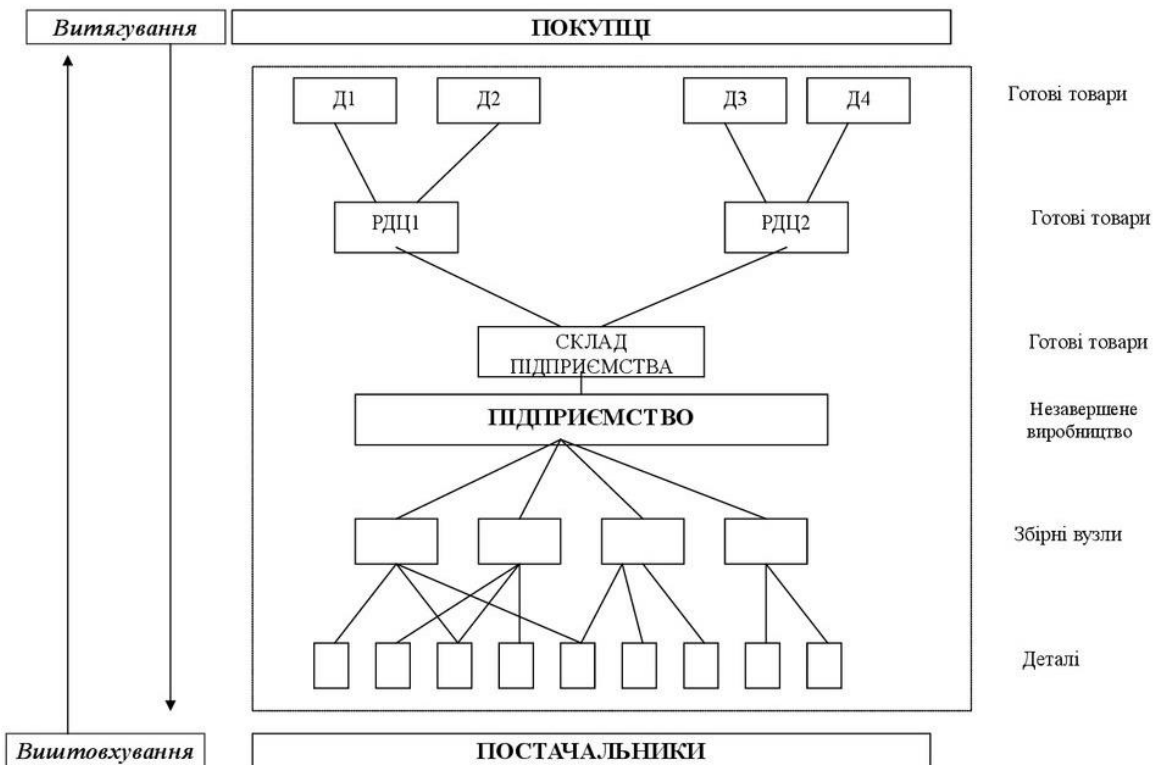 Витягування
ПОКУПЦІ
Д1
Д2
Д3
Д4
Готові товари
РДЦ1
РДЦ2
Готові товари
СКЛАД
ПІДПРИЄМСТВА
Готові товари
ПІДПРИЄМСТВО
Незавершене
виробництво
Збірні вузли
Деталі
Виштовхування
ПОСТАЧАЛЬНИКИ